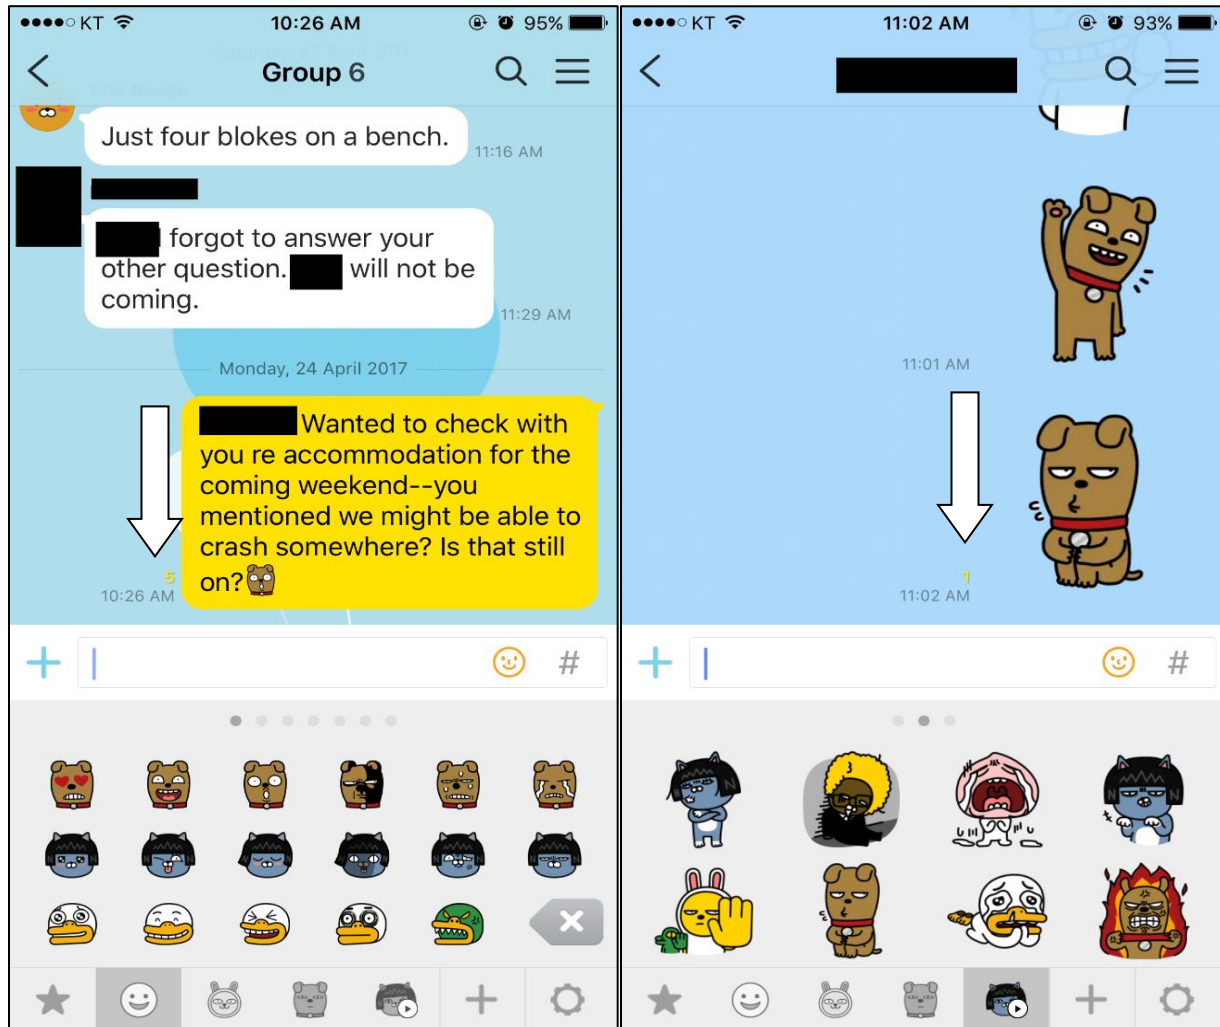 KT
10:26 AM
95%
Group 6
Just four blokes on a bench.
11:16 AM
forgot to answer your
other question. will not be
coming.
11:29 AM
Monday, 24 April 2017
Wanted to check with
you re accommodation for the
coming weekend--you
mentioned we might be able to
crash somewhere? Is that still
on?
5
10:26 AM
#
KT
11:02 AM
93%
11:01 AM
1
11:02 AM
#